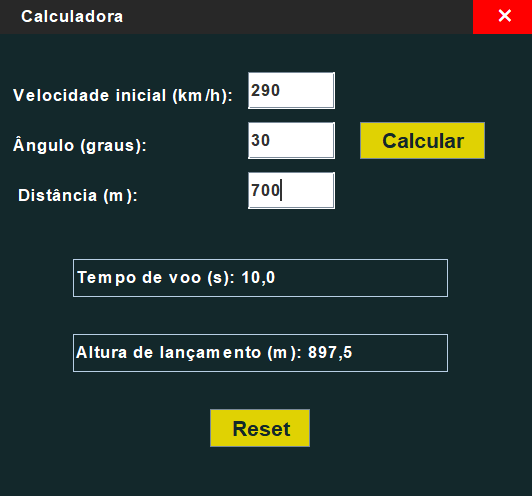 Calculadora ✕
Velocidade inicial (km/h): 290
Ângulo (graus): 30 Calcular
Distância (m): 700
Tempo de voo (s): 10,0
Altura de lançamento (m): 897,5
Reset